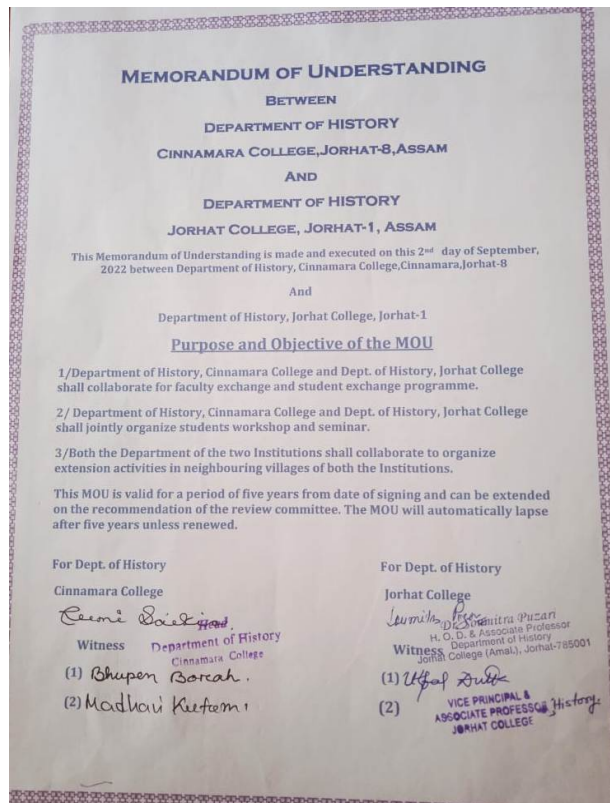 MEMORANDUM OF UNDERSTANDING
BETWEEN
DEPARTMENT OF HISTORY
CINNAMARA COLLEGE,JORHAT-8,ASSAM
AND
DEPARTMENT OF HISTORY
JORHAT COLLEGE, JORHAT-1, ASSAM
This Memorandum of Understanding is made and executed on this 2nd day of September,
2022 between Department of History, Cinnamara College,Cinnamara,Jorhat-8
And
Department of History, Jorhat College, Jorhat-1
Purpose and Objective of the MOU
1/Department of History, Cinnamara College and Dept. of History, Jorhat College
shall collaborate for faculty exchange and student exchange programme.
2/ Department of History, Cinnamara College and Dept. of History, Jorhat College
shall jointly organize students workshop and seminar.
3/Both the Department of the two Institutions shall collaborate to organize
extension activities in neighbouring villages of both the Institutions.
This MOU is valid for a period of five years from date of signing and can be extended
on the recommendation of the review committee. The MOU will automatically lapse
after five years unless renewed.
For Dept. of History
Cinnamara College
Saikia
Head
Witness
Department of History
Cinnamara College
(1) Bhupen Borah.
(2) Madhavi
For Dept. of History
Jorhat College
Dr. Soumitra Puzari
H. O. D. & Associate Professor
Department of History
Witness
Jorhat College (Amal.), Jorhat-785001
(1) Utpal Dutta
(2)
VICE PRINCIPAL &
ASSOCIATE PROFESSOR, History.
JORHAT COLLEGE